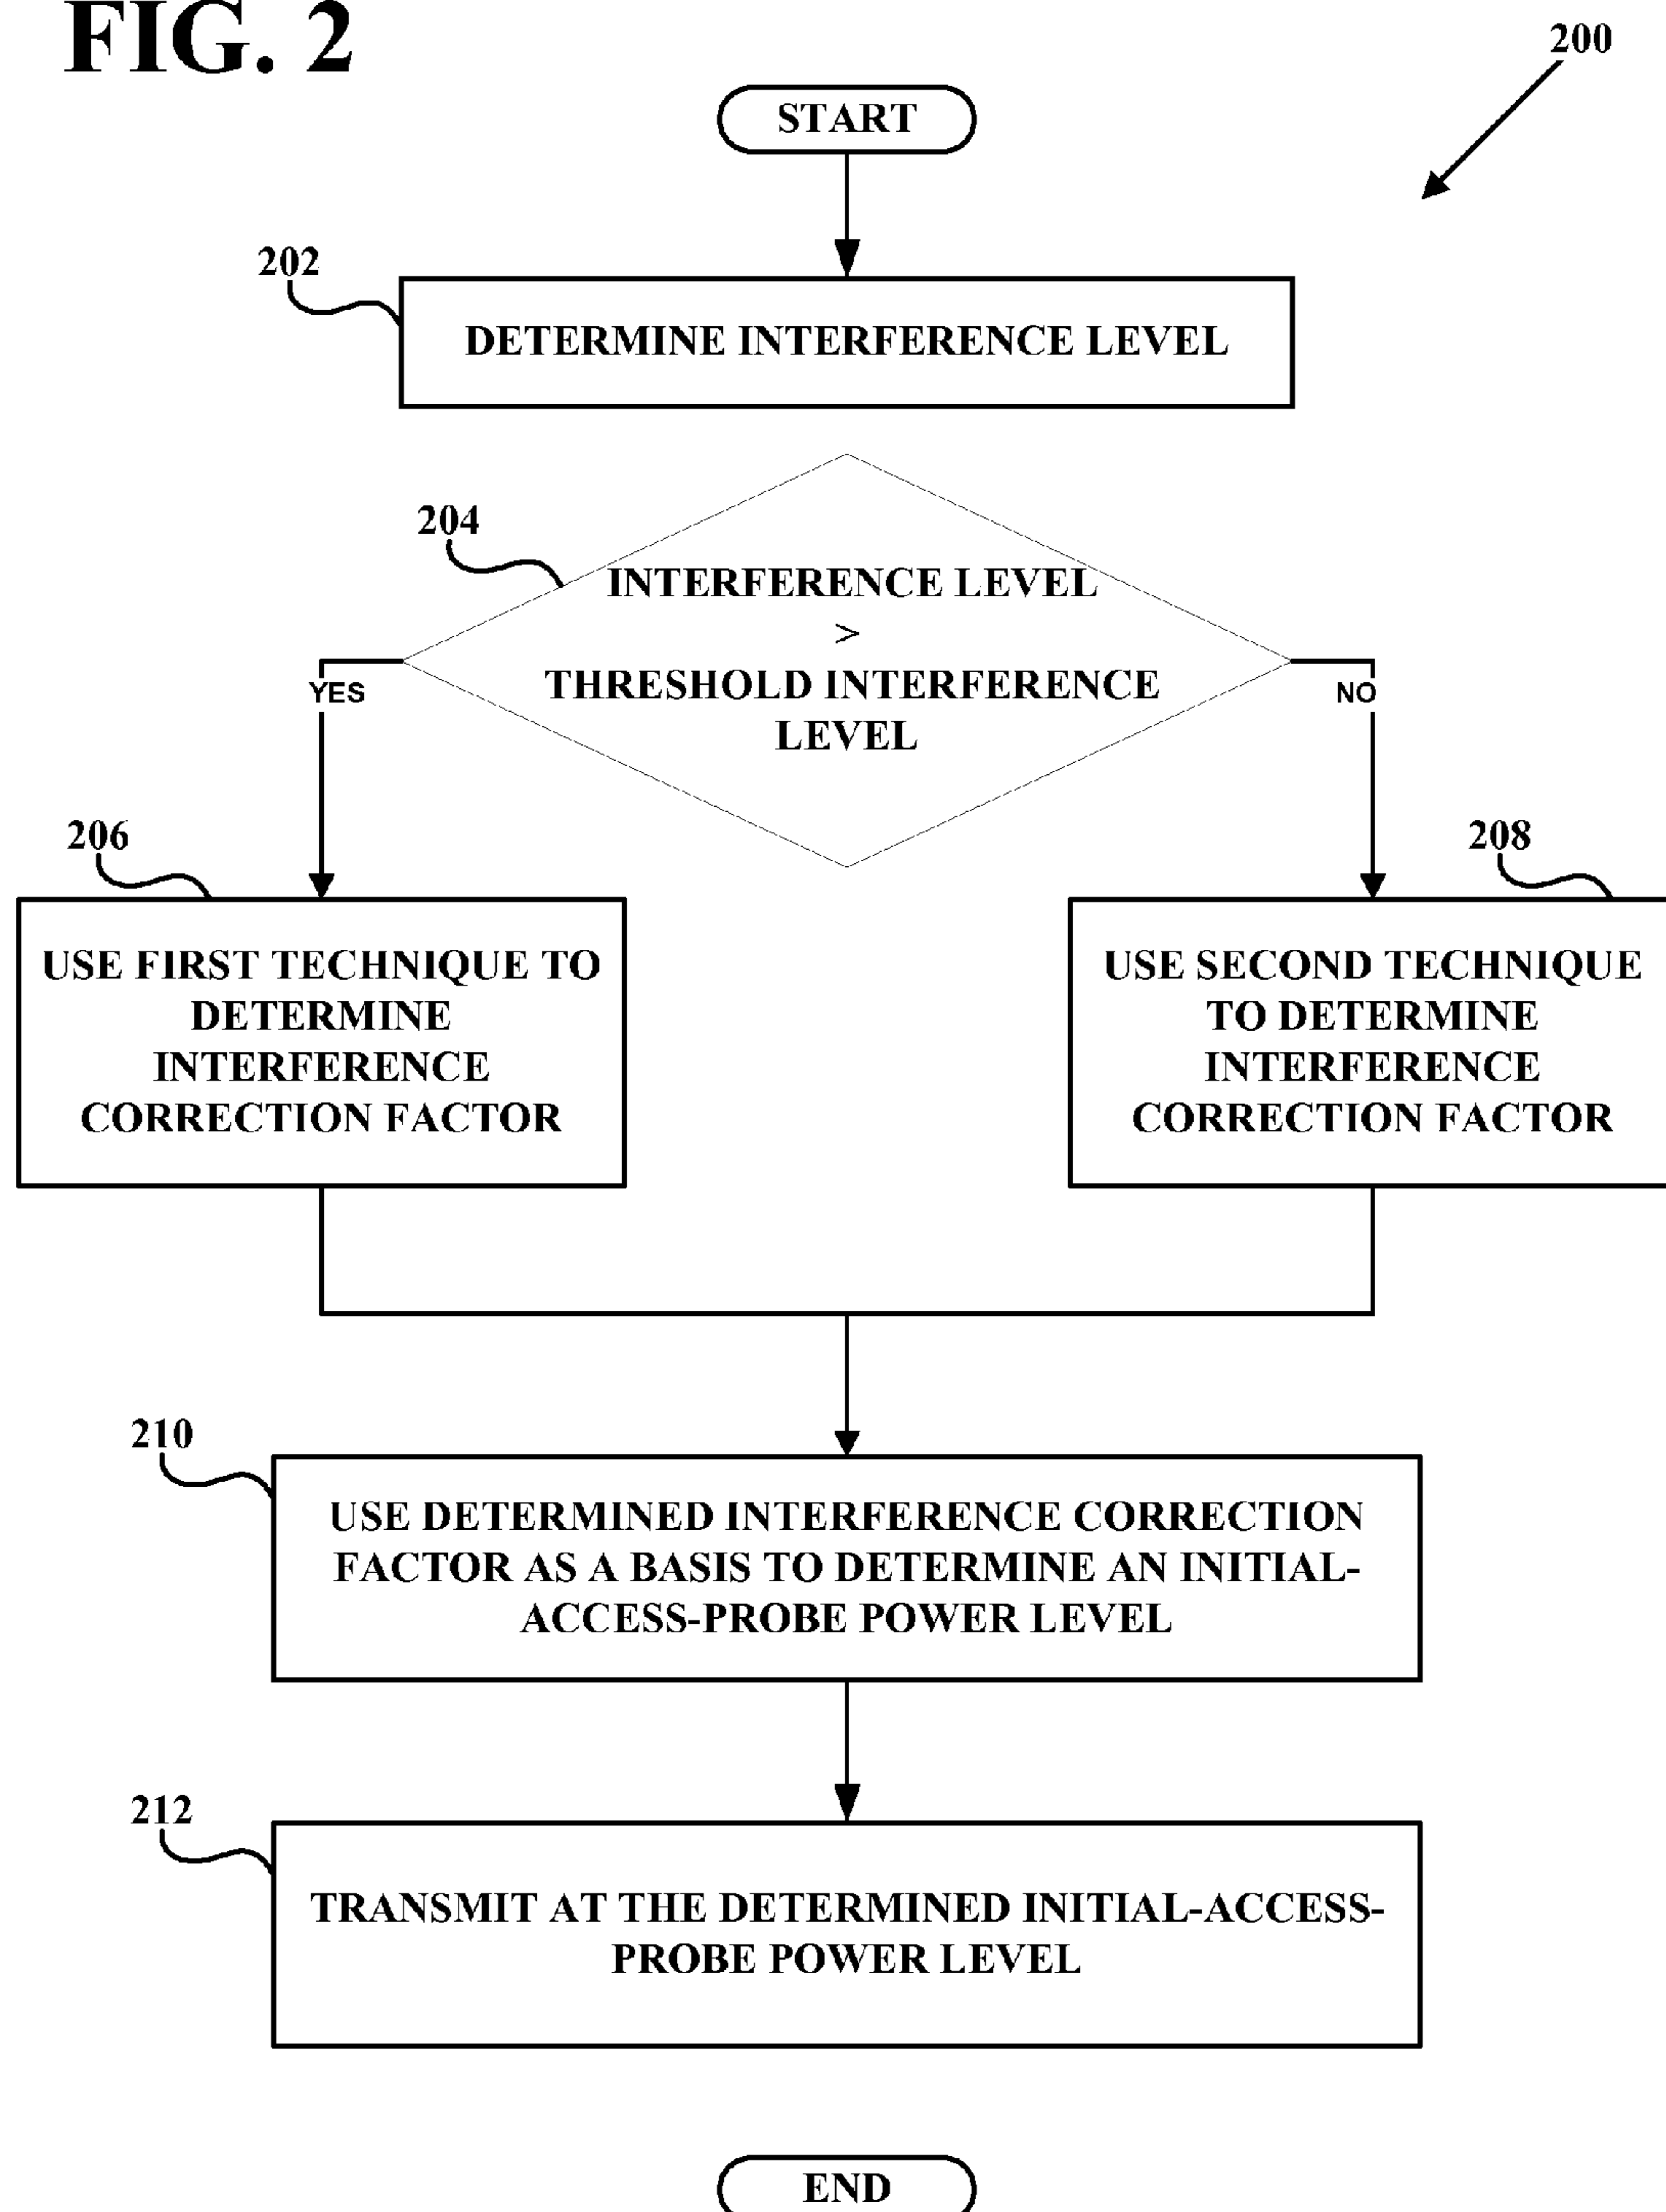 FIG. 2
200
START
202
DETERMINE INTERFERENCE LEVEL
204
INTERFERENCE LEVEL
>
THRESHOLD INTERFERENCE
LEVEL
YES
NO
206
USE FIRST TECHNIQUE TO
DETERMINE
INTERFERENCE
CORRECTION FACTOR
208
USE SECOND TECHNIQUE
TO DETERMINE
INTERFERENCE
CORRECTION FACTOR
210
USE DETERMINED INTERFERENCE CORRECTION
FACTOR AS A BASIS TO DETERMINE AN INITIAL-
ACCESS-PROBE POWER LEVEL
212
TRANSMIT AT THE DETERMINED INITIAL-ACCESS-
PROBE POWER LEVEL
END